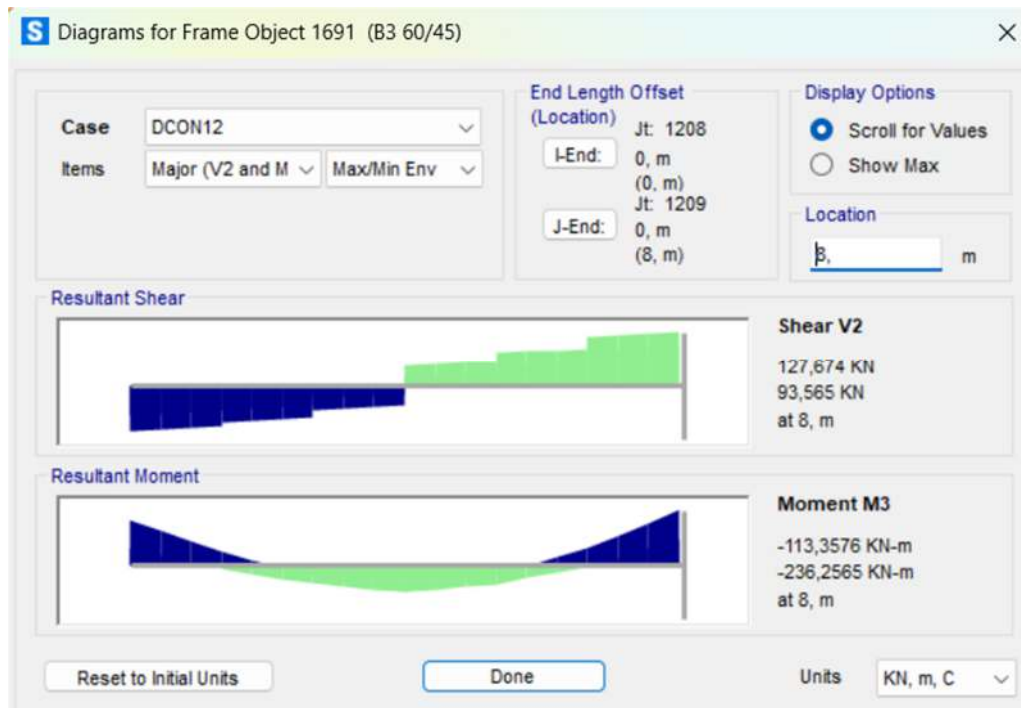 S Diagrams for Frame Object 1691 (B3 60/45)
Case DCON12
Items Major (V2 and M Max/Min Env
End Length Offset
(Location)
Jt: 1208
I-End: 0, m
(0, m)
Jt: 1209
J-End: 0, m
(8, m)
Display Options
Scroll for Values
Show Max
Location
8, m
Resultant Shear
Shear V2
127,674 KN
93,565 KN
at 8, m
Resultant Moment
Moment M3
-113,3576 KN-m
-236,2565 KN-m
at 8, m
Reset to Initial Units Done Units KN, m, C